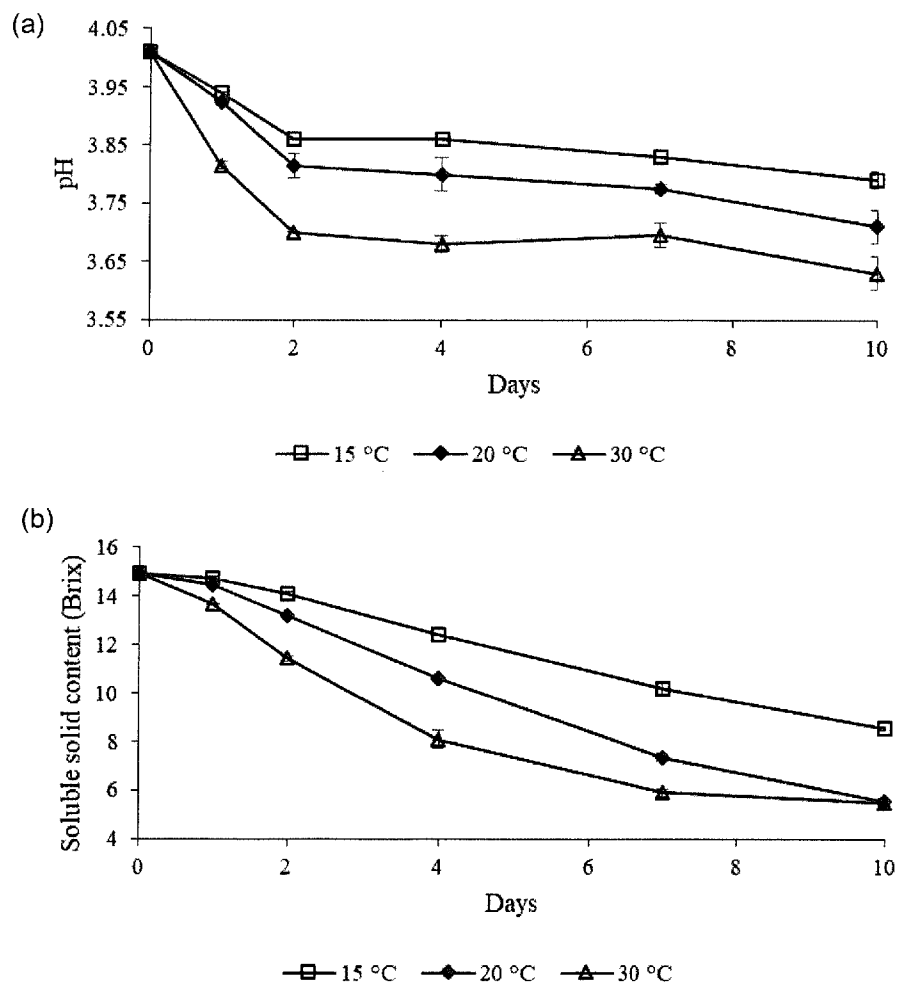 (a)
4.05
3.95
3.85
3.75
3.65
3.55
pH
0 2 4 6 8 10
Days
15 °C 20 °C 30 °C
(b)
16
14
12
10
8
6
4
Soluble solid content (Brix)
0 2 4 6 8 10
Days
15 °C 20 °C 30 °C